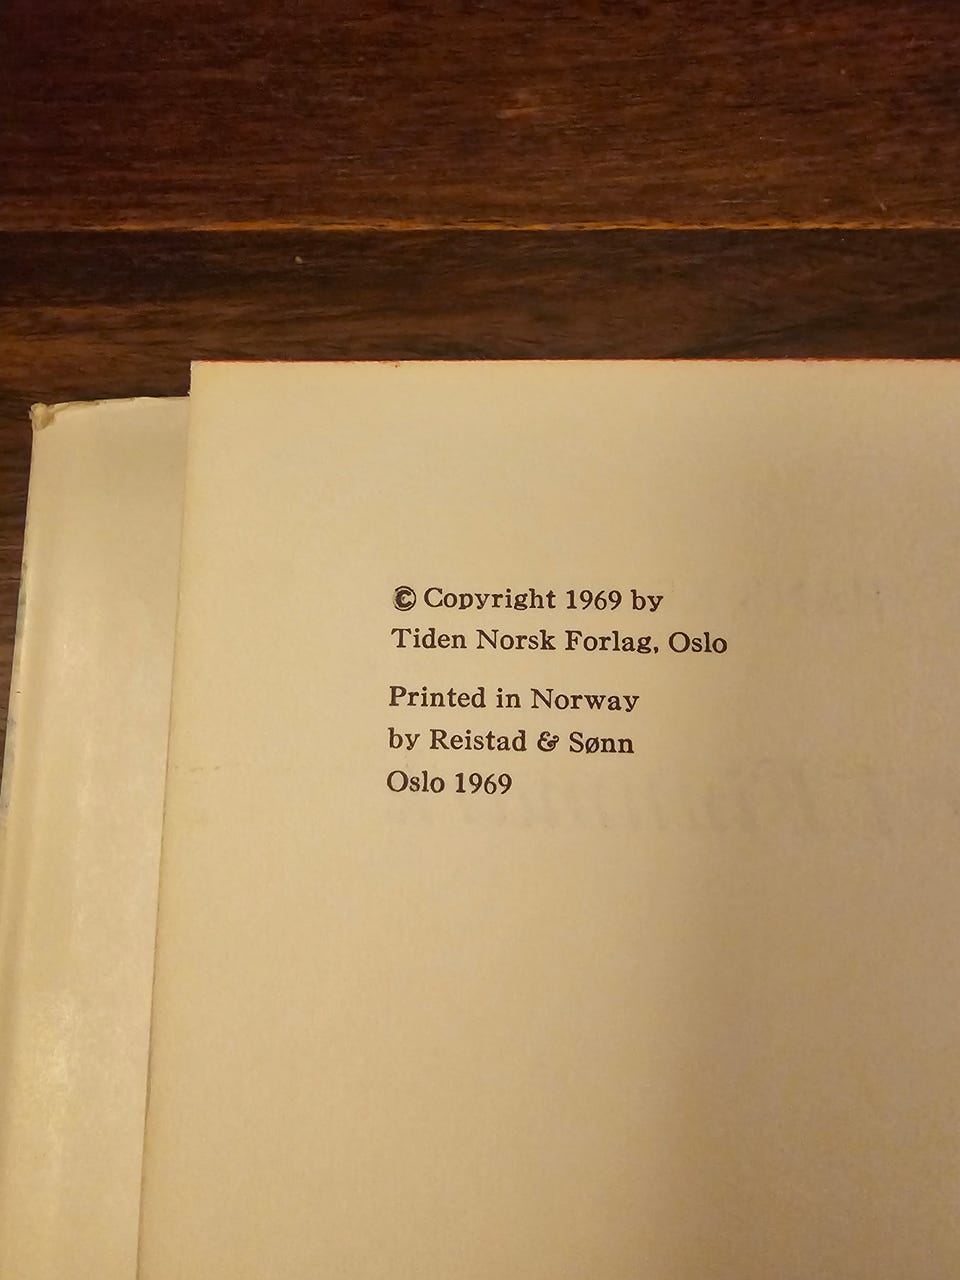 © Copyright 1969 by
Tiden Norsk Forlag, Oslo
Printed in Norway
by Reistad & Sønn
Oslo 1969